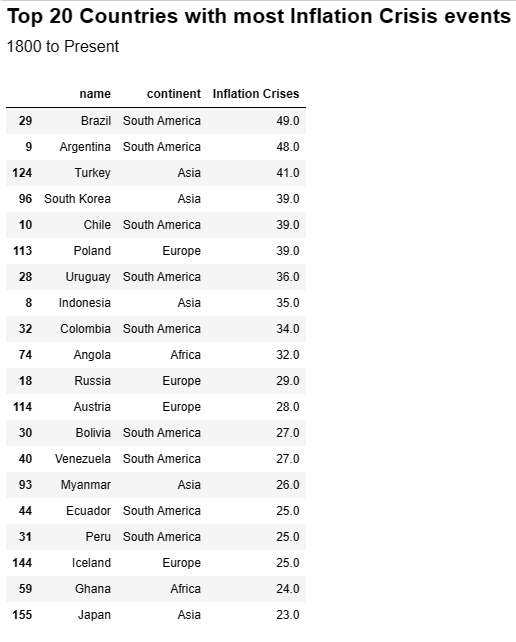 Top 20 Countries with most Inflation Crisis events
1800 to Present
name continent Inflation Crises
29 Brazil South America 49.0
9 Argentina South America 48.0
124 Turkey Asia 41.0
96 South Korea Asia 39.0
10 Chile South America 39.0
113 Poland Europe 39.0
28 Uruguay South America 36.0
8 Indonesia Asia 35.0
32 Colombia South America 34.0
74 Angola Africa 32.0
18 Russia Europe 29.0
114 Austria Europe 28.0
30 Bolivia South America 27.0
40 Venezuela South America 27.0
93 Myanmar Asia 26.0
44 Ecuador South America 25.0
31 Peru South America 25.0
144 Iceland Europe 25.0
59 Ghana Africa 24.0
155 Japan Asia 23.0